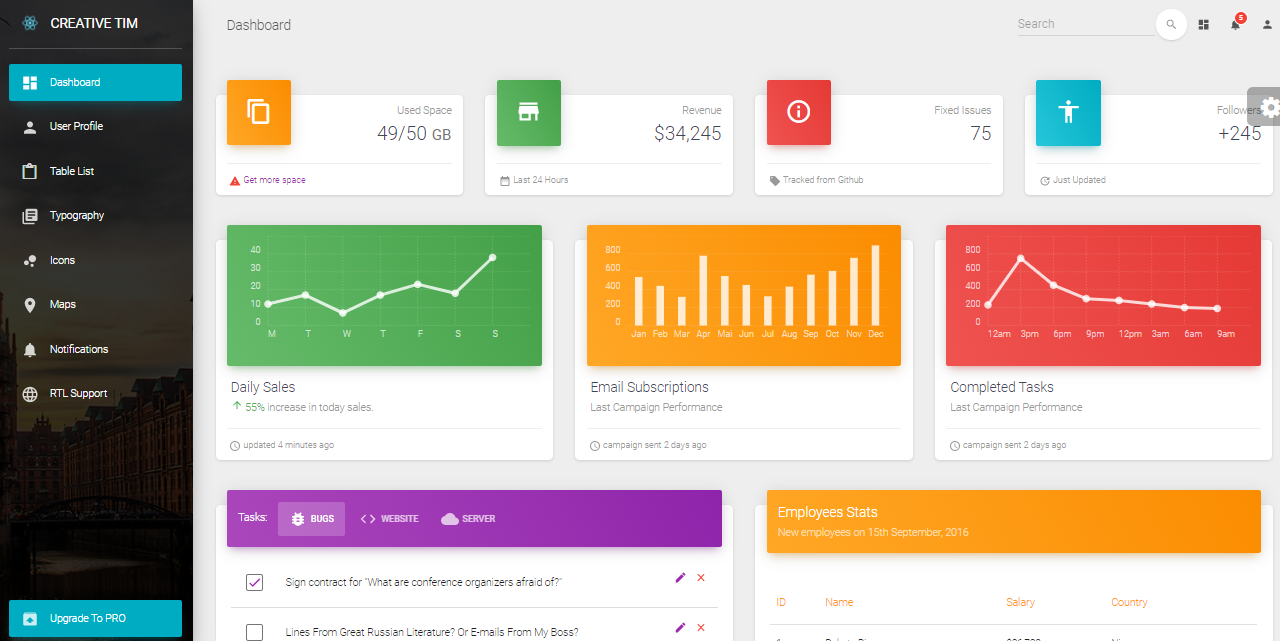 CREATIVE TIM
Dashboard
User Profile
Table List
Typography
Icons
Maps
Notifications
RTL Support
Upgrade To PRO
Dashboard
Search
5
Used Space
49/50 GB
Get more space
Revenue
$34,245
Last 24 Hours
Fixed Issues
75
Tracked from Github
Followers
+245
Just Updated
40
30
20
10
0
M T W T F S S
Daily Sales
55% increase in today sales.
updated 4 minutes ago
800
600
400
200
0
Jan Feb Mar Apr Mai Jun Jul Aug Sep Oct Nov Dec
Email Subscriptions
Last Campaign Performance
campaign sent 2 days ago
800
600
400
200
0
12am 3pm 6pm 9pm 12pm 3am 6am 9am
Completed Tasks
Last Campaign Performance
campaign sent 2 days ago
Tasks: BUGS WEBSITE SERVER
Sign contract for "What are conference organizers afraid of?"
Lines From Great Russian Literature? Or E-mails From My Boss?
Employees Stats
New employees on 15th September, 2016
ID Name Salary Country